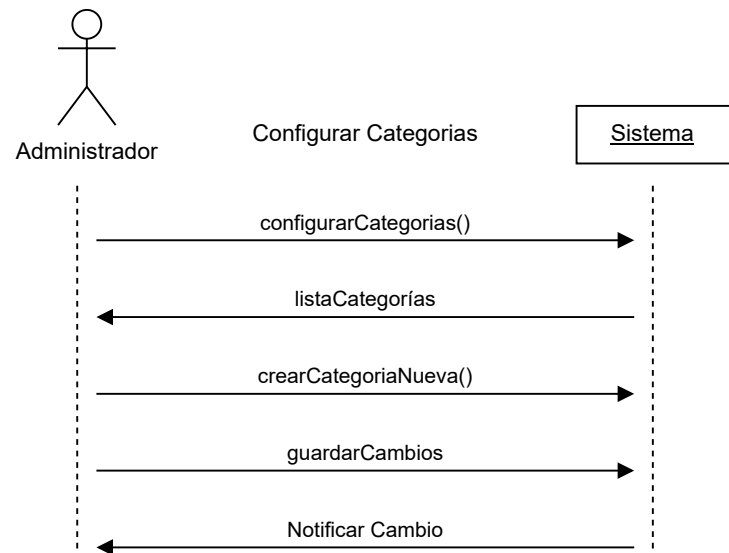 Administrador
Configurar Categorias
Sistema
configurarCategorias()
listaCategorías
crearCategoriaNueva()
guardarCambios
Notificar Cambio